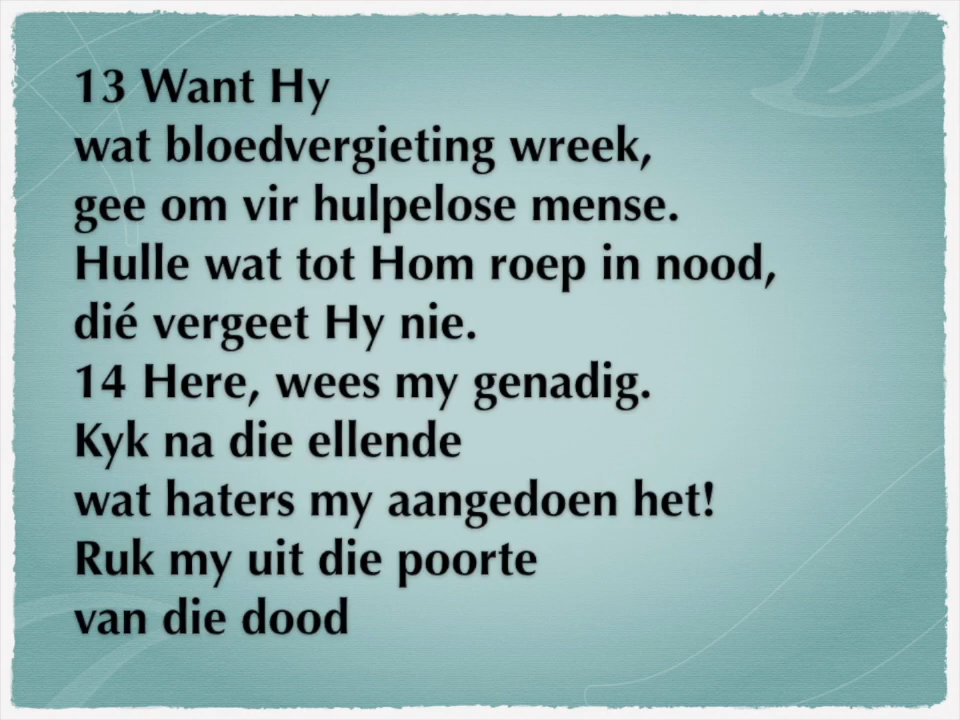 13 Want Hy
wat bloedvergieting wreek,
gee om vir hulpelose mense.
Hulle wat tot Hom roep in nood,
dié vergeet Hy nie.
14 Here, wees my genadig.
Kyk na die ellende
wat haters my aangedoen het!
Ruk my uit die poorte
van die dood